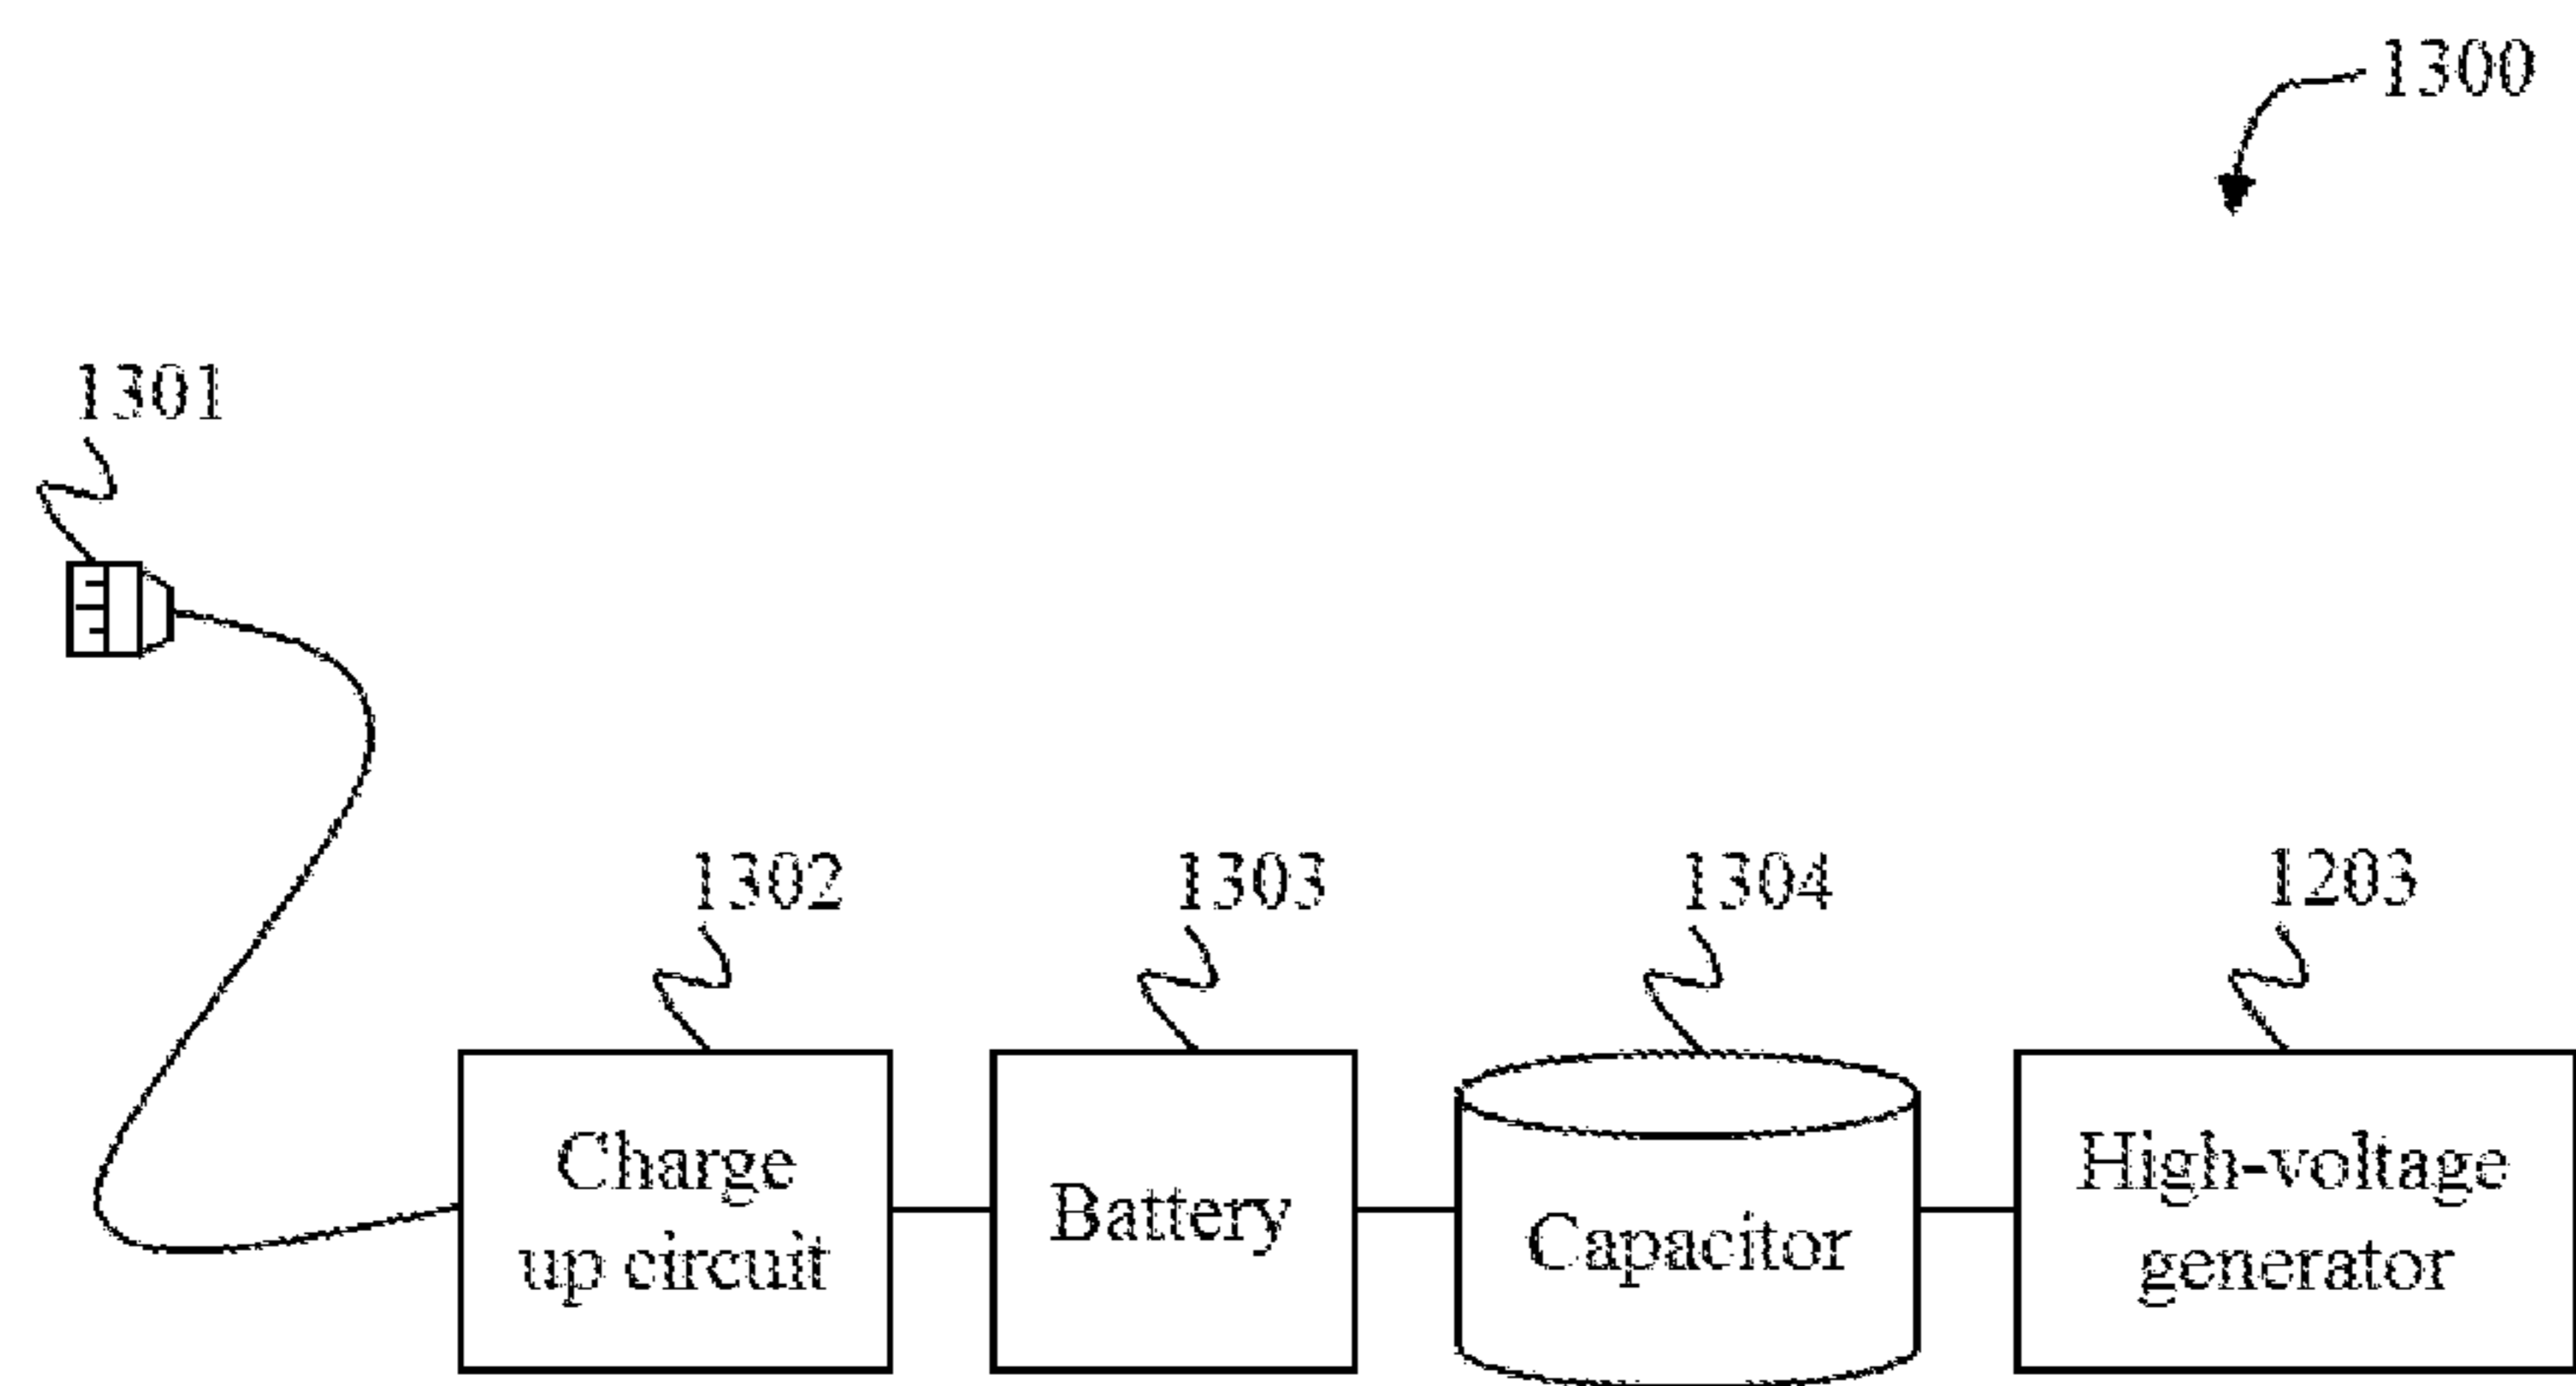 1300
1301
1302
1303
1304
1203
Charge
up circuit
Battery
Capacitor
High-voltage
generator